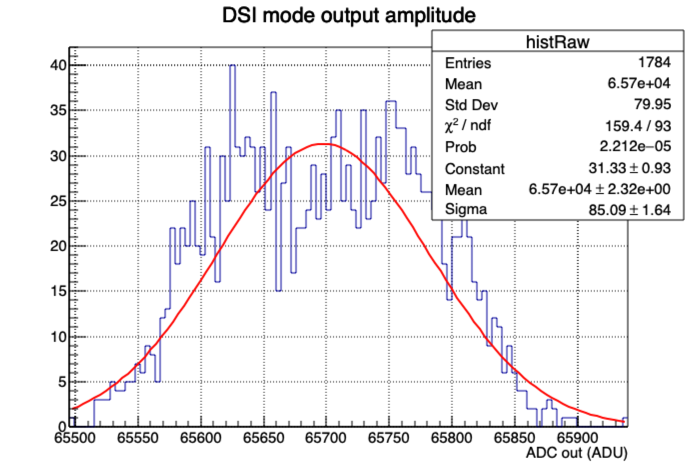 DSI mode output amplitude
histRaw
Entries 1784
Mean 6.57e+04
Std Dev 79.95
χ² / ndf 159.4 / 93
Prob 2.212e−05
Constant 31.33 ± 0.93
Mean 6.57e+04 ± 2.32e+00
Sigma 85.09 ± 1.64
40
35
30
25
20
15
10
5
0
65500 65550 65600 65650 65700 65750 65800 65850 65900
ADC out (ADU)